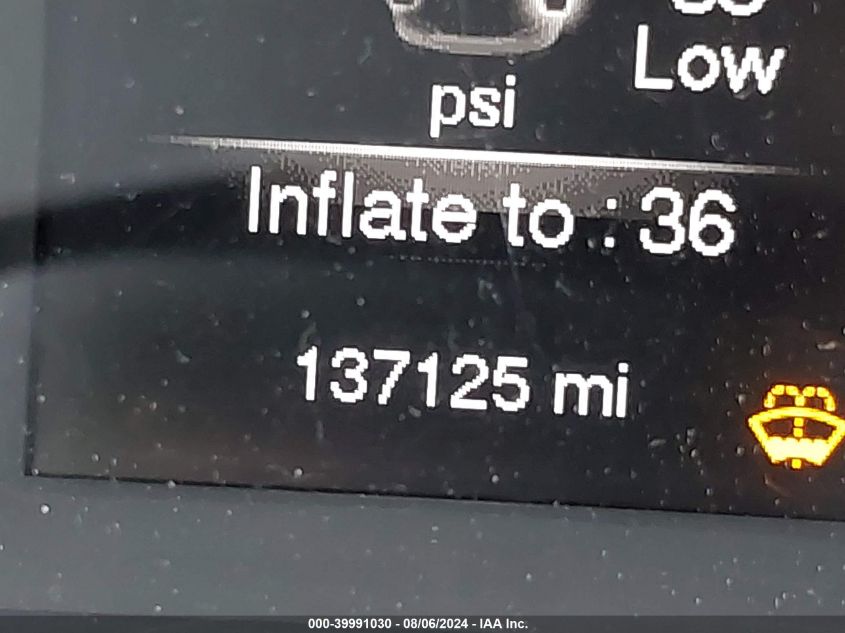 Low
psi
Inflate to : 36
137125 mi
000-39991030 - 08/06/2024 - IAA Inc.